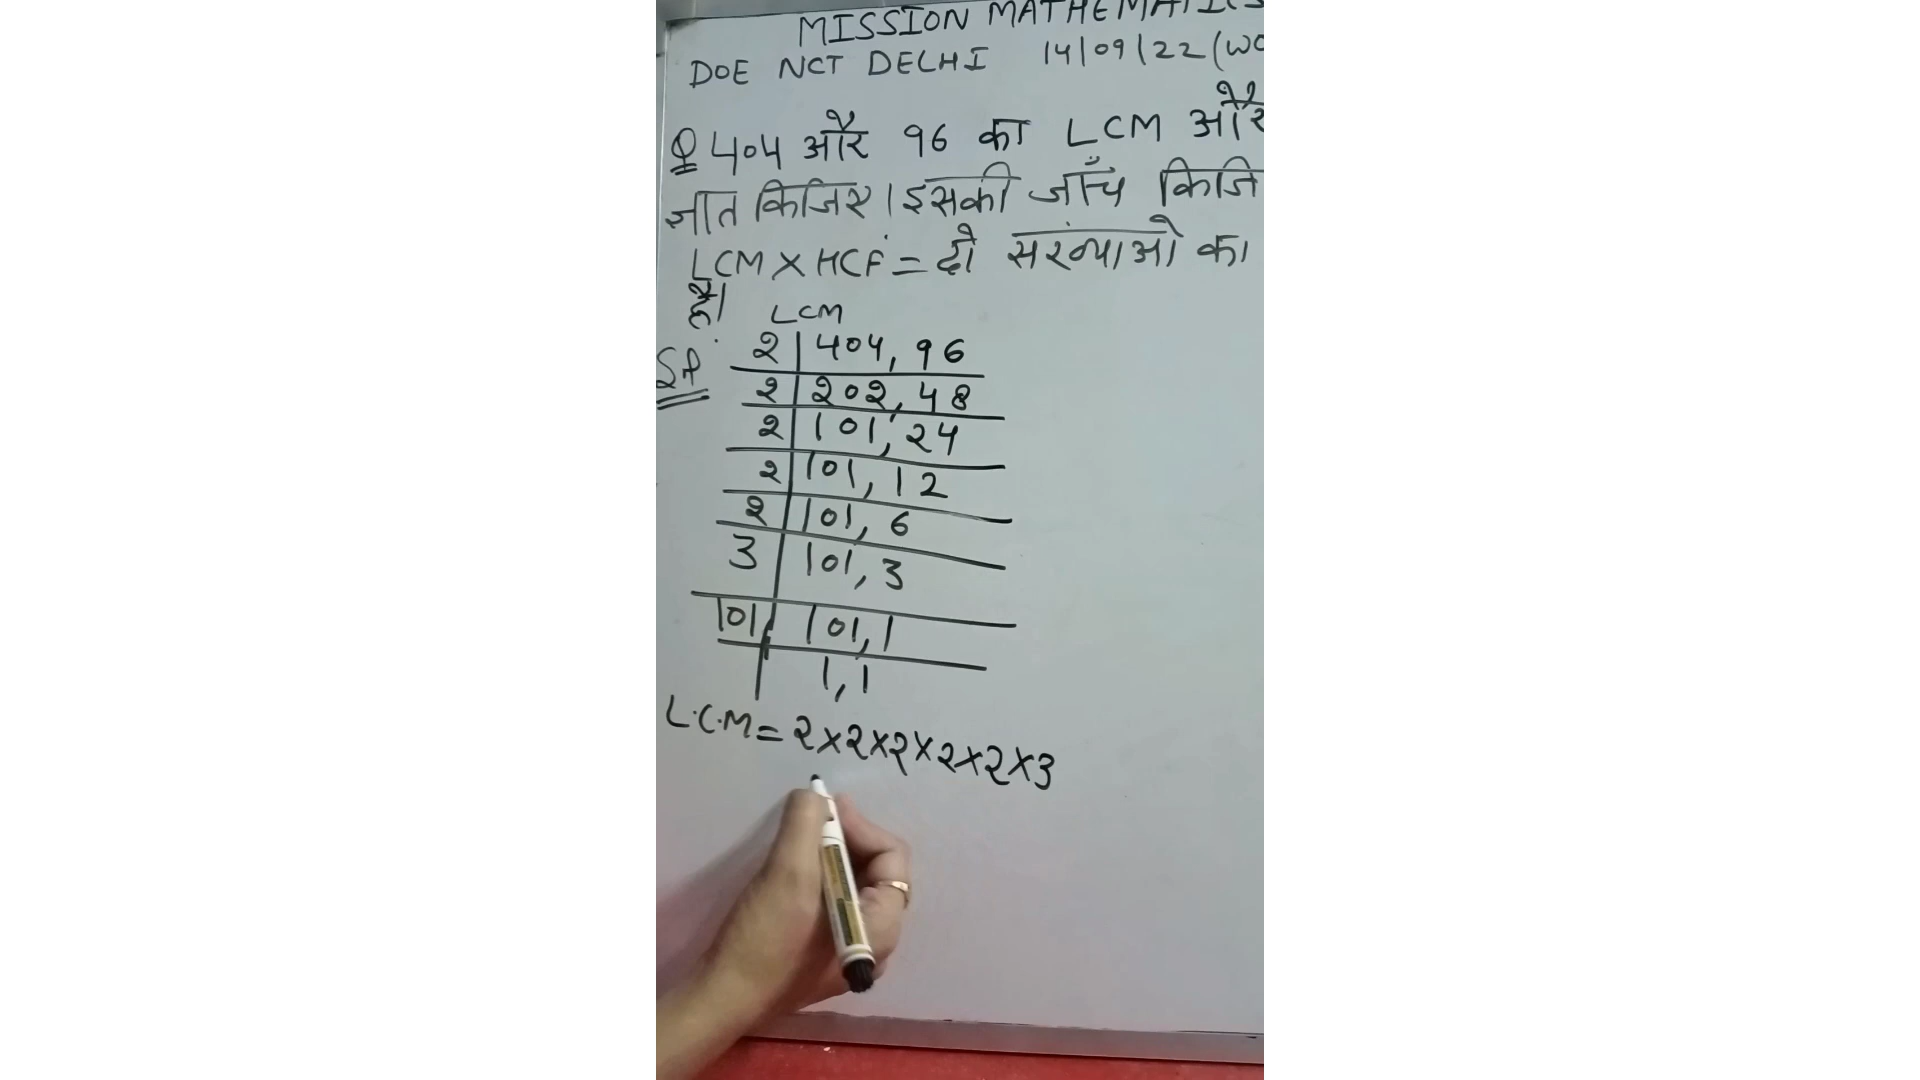 MISSION MATHEMATICS
DOE NCT DELHI 14/09/22
Q 404 और 96 का LCM और
ज्ञात किजिए। इसकी जाँच
LCM X HCF = दो संख्याओ का
है। LCM
2 | 404, 96
2 | 202, 48
2 | 101, 24
2 | 101, 12
2 | 101, 6
3 | 101, 3
101 | 101, 1
1, 1
L.C.M = 2×2×2×2×2×3